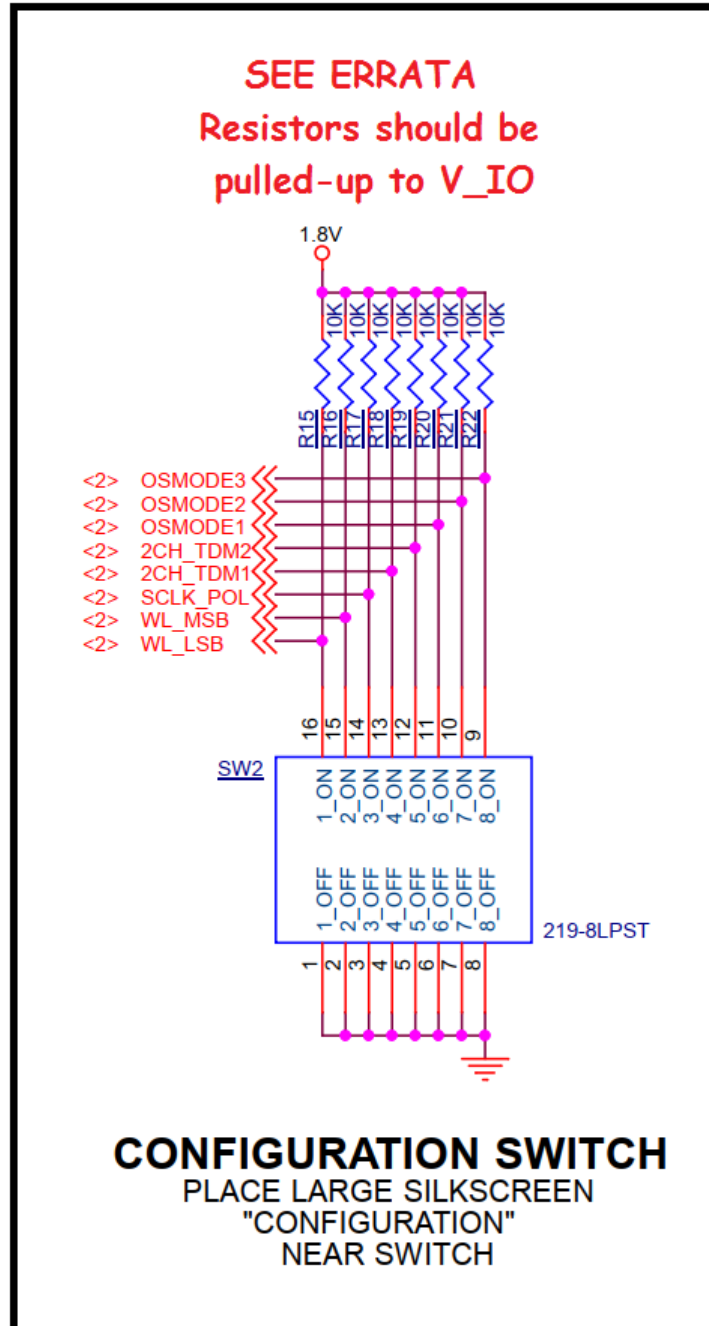 SEE ERRATA
Resistors should be
pulled-up to V_IO
1.8V
10K 10K 10K 10K 10K 10K 10K 10K
R15 R16 R17 R18 R19 R20 R21 R22
<2> OSMODE3
<2> OSMODE2
<2> OSMODE1
<2> 2CH_TDM2
<2> 2CH_TDM1
<2> SCLK_POL
<2> WL_MSB
<2> WL_LSB
16 15 14 13 12 11 10 9
SW2
1_ON 2_ON 3_ON 4_ON 5_ON 6_ON 7_ON 8_ON
1_OFF 2_OFF 3_OFF 4_OFF 5_OFF 6_OFF 7_OFF 8_OFF
219-8LPST
1 2 3 4 5 6 7 8
CONFIGURATION SWITCH
PLACE LARGE SILKSCREEN
"CONFIGURATION"
NEAR SWITCH